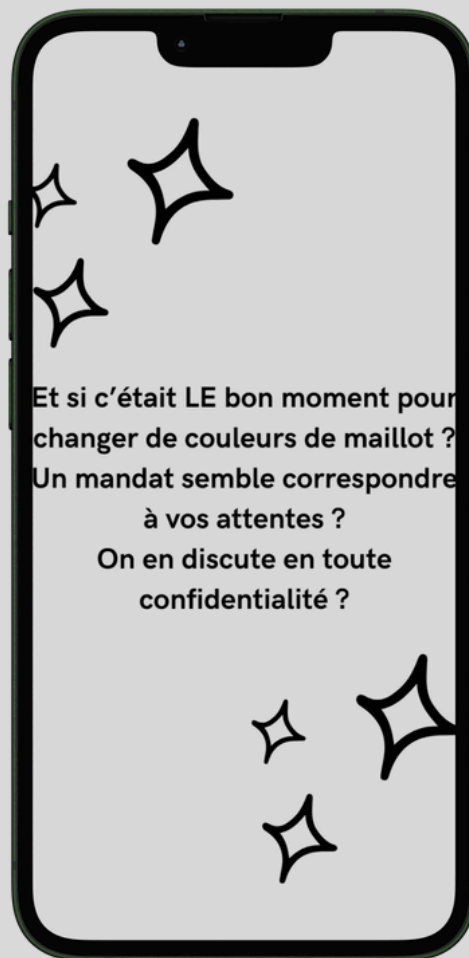 Et si c’était LE bon moment pour
changer de couleurs de maillot ?
Un mandat semble correspondre
à vos attentes ?
On en discute en toute
confidentialité ?